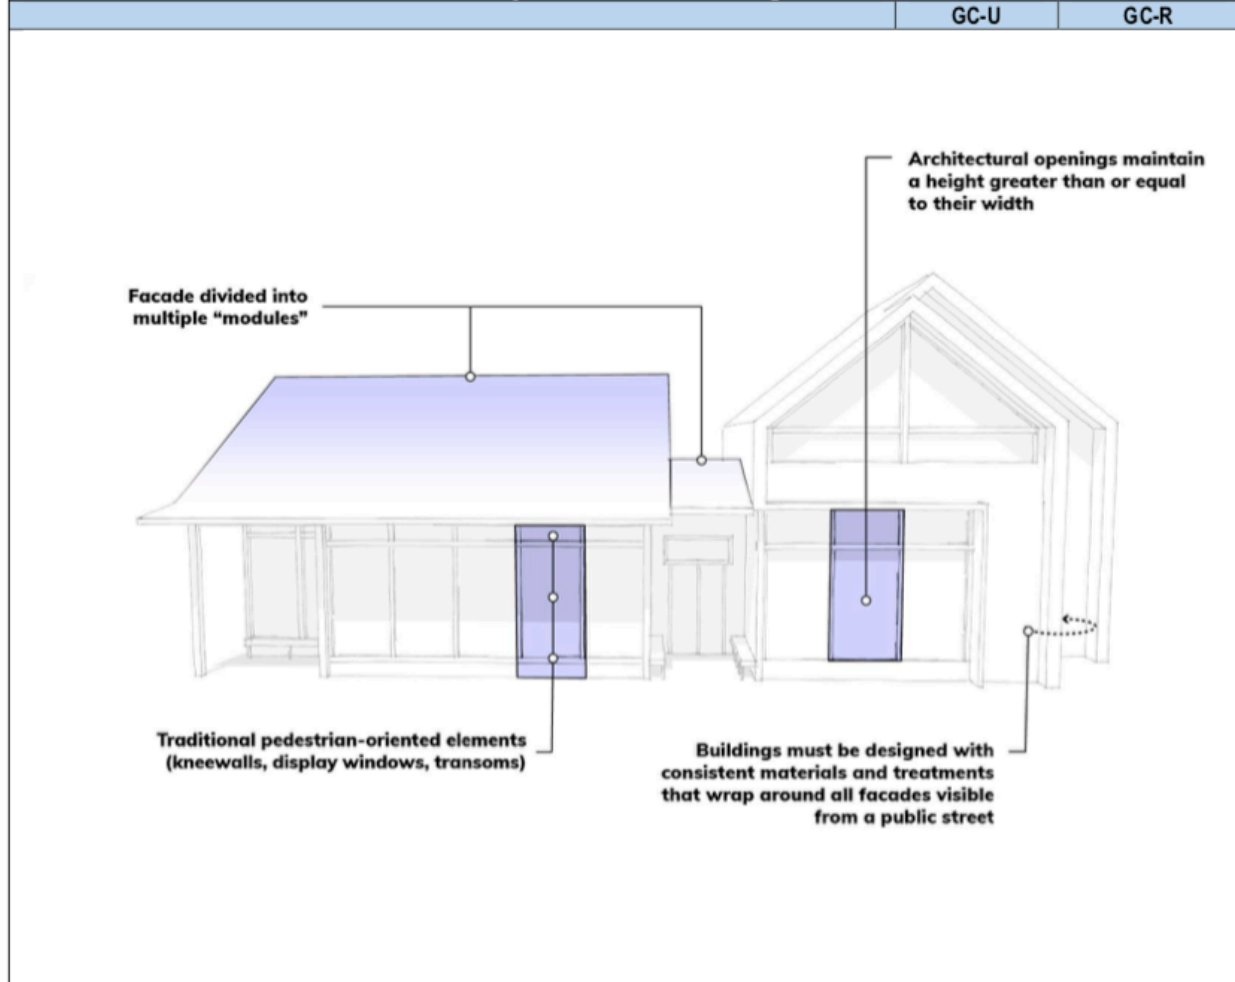 GC-U GC-R
Architectural openings maintain
a height greater than or equal
to their width
Facade divided into
multiple “modules”
Traditional pedestrian-oriented elements
(kneewalls, display windows, transoms)
Buildings must be designed with
consistent materials and treatments
that wrap around all facades visible
from a public street